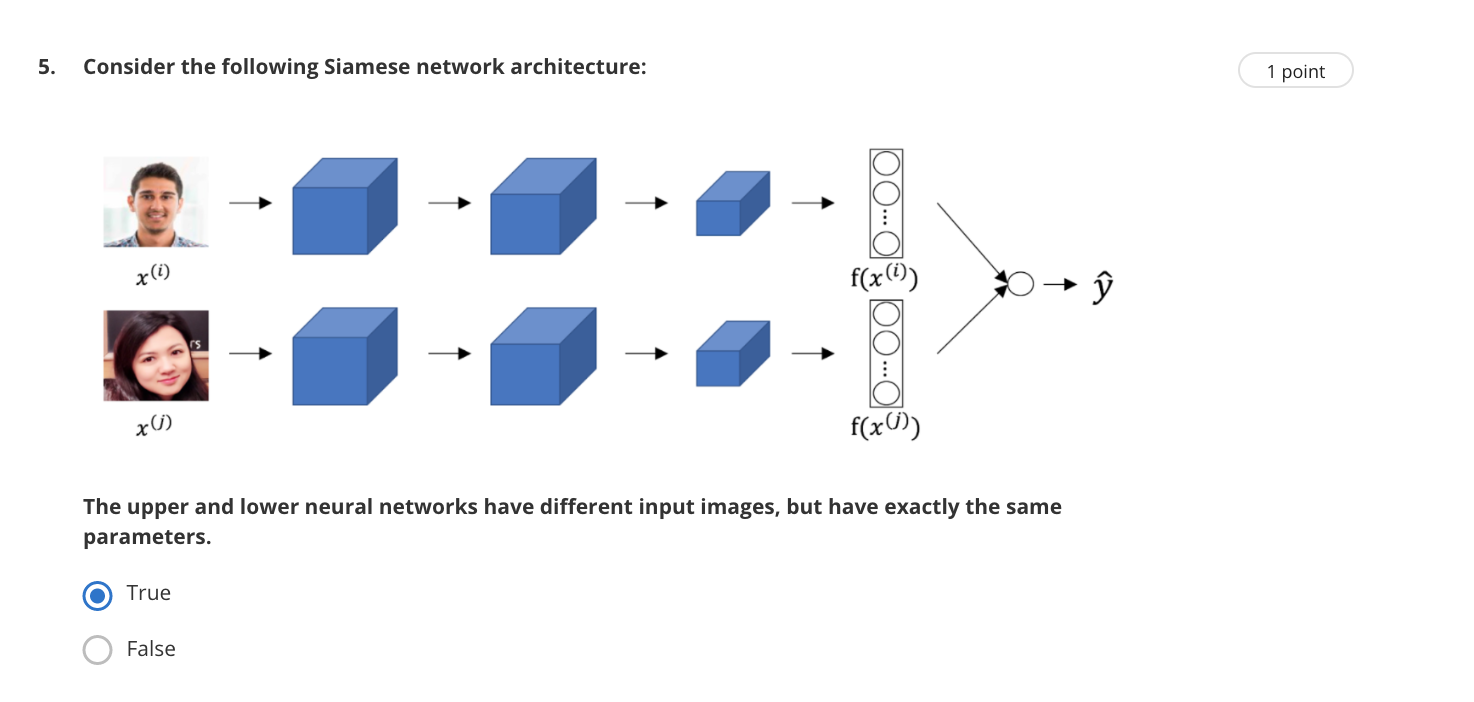 5. Consider the following Siamese network architecture:
1 point
x^(i)
f(x^(i))
ŷ
rs
x^(j)
f(x^(j))
The upper and lower neural networks have different input images, but have exactly the same
parameters.
True
False